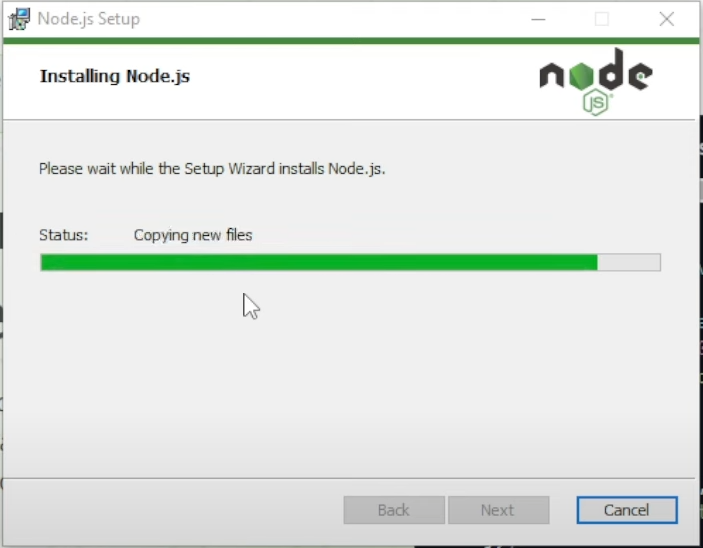 Node.js Setup
Installing Node.js
node
JS
Please wait while the Setup Wizard installs Node.js.
Status: Copying new files
Back Next Cancel